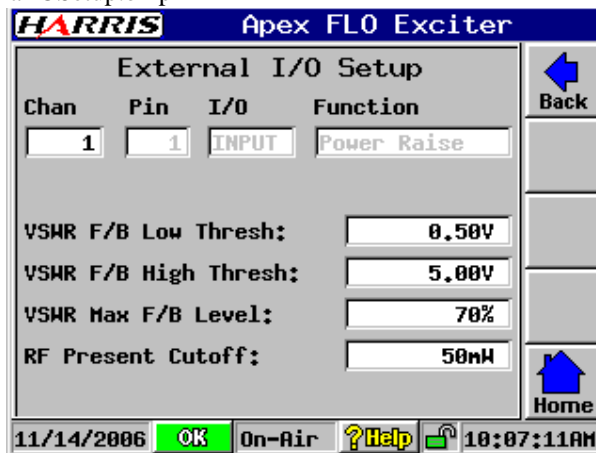 HARRIS Apex FLO Exciter
External I/O Setup
Back
Chan Pin I/O Function
1 1 INPUT Power Raise
VSWR F/B Low Thresh: 0.50V
VSWR F/B High Thresh: 5.00V
VSWR Max F/B Level: 70%
RF Present Cutoff: 50mW
Home
11/14/2006 OK On-Air ?Help 10:07:11AM